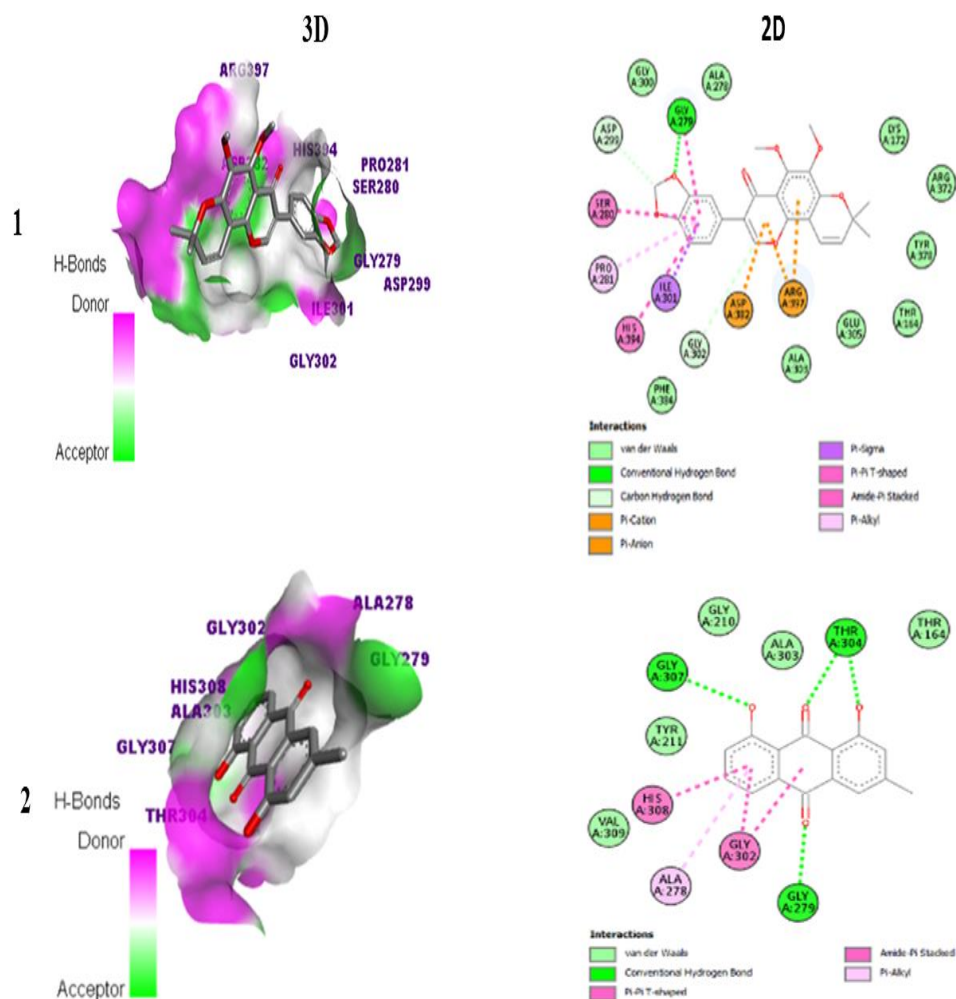 3D
2D
1
ARG397
ASP382
HIS394
PRO281
SER280
GLY279
ASP299
ILE301
GLY302
H-Bonds
Donor
Acceptor
GLY
A:300
ALA
A:278
ASP
A:299
GLY
A:279
LYS
A:172
ARG
A:372
SER
A:280
TYR
A:378
PRO
A:281
ILE
A:301
ASP
A:382
ARG
A:397
HIS
A:394
GLY
A:302
GLU
A:305
THR
A:164
ALA
A:303
PHE
A:384
Interactions
van der Waals
Conventional Hydrogen Bond
Carbon Hydrogen Bond
Pi-Cation
Pi-Anion
Pi-Sigma
Pi-Pi T-shaped
Amide-Pi Stacked
Pi-Alkyl
2
ALA278
GLY302
GLY279
HIS308
ALA303
GLY307
THR304
H-Bonds
Donor
Acceptor
GLY
A:210
ALA
A:303
THR
A:304
THR
A:164
GLY
A:307
TYR
A:211
HIS
A:308
VAL
A:309
GLY
A:302
ALA
A:278
GLY
A:279
Interactions
van der Waals
Conventional Hydrogen Bond
Pi-Pi T-shaped
Amide-Pi Stacked
Pi-Alkyl